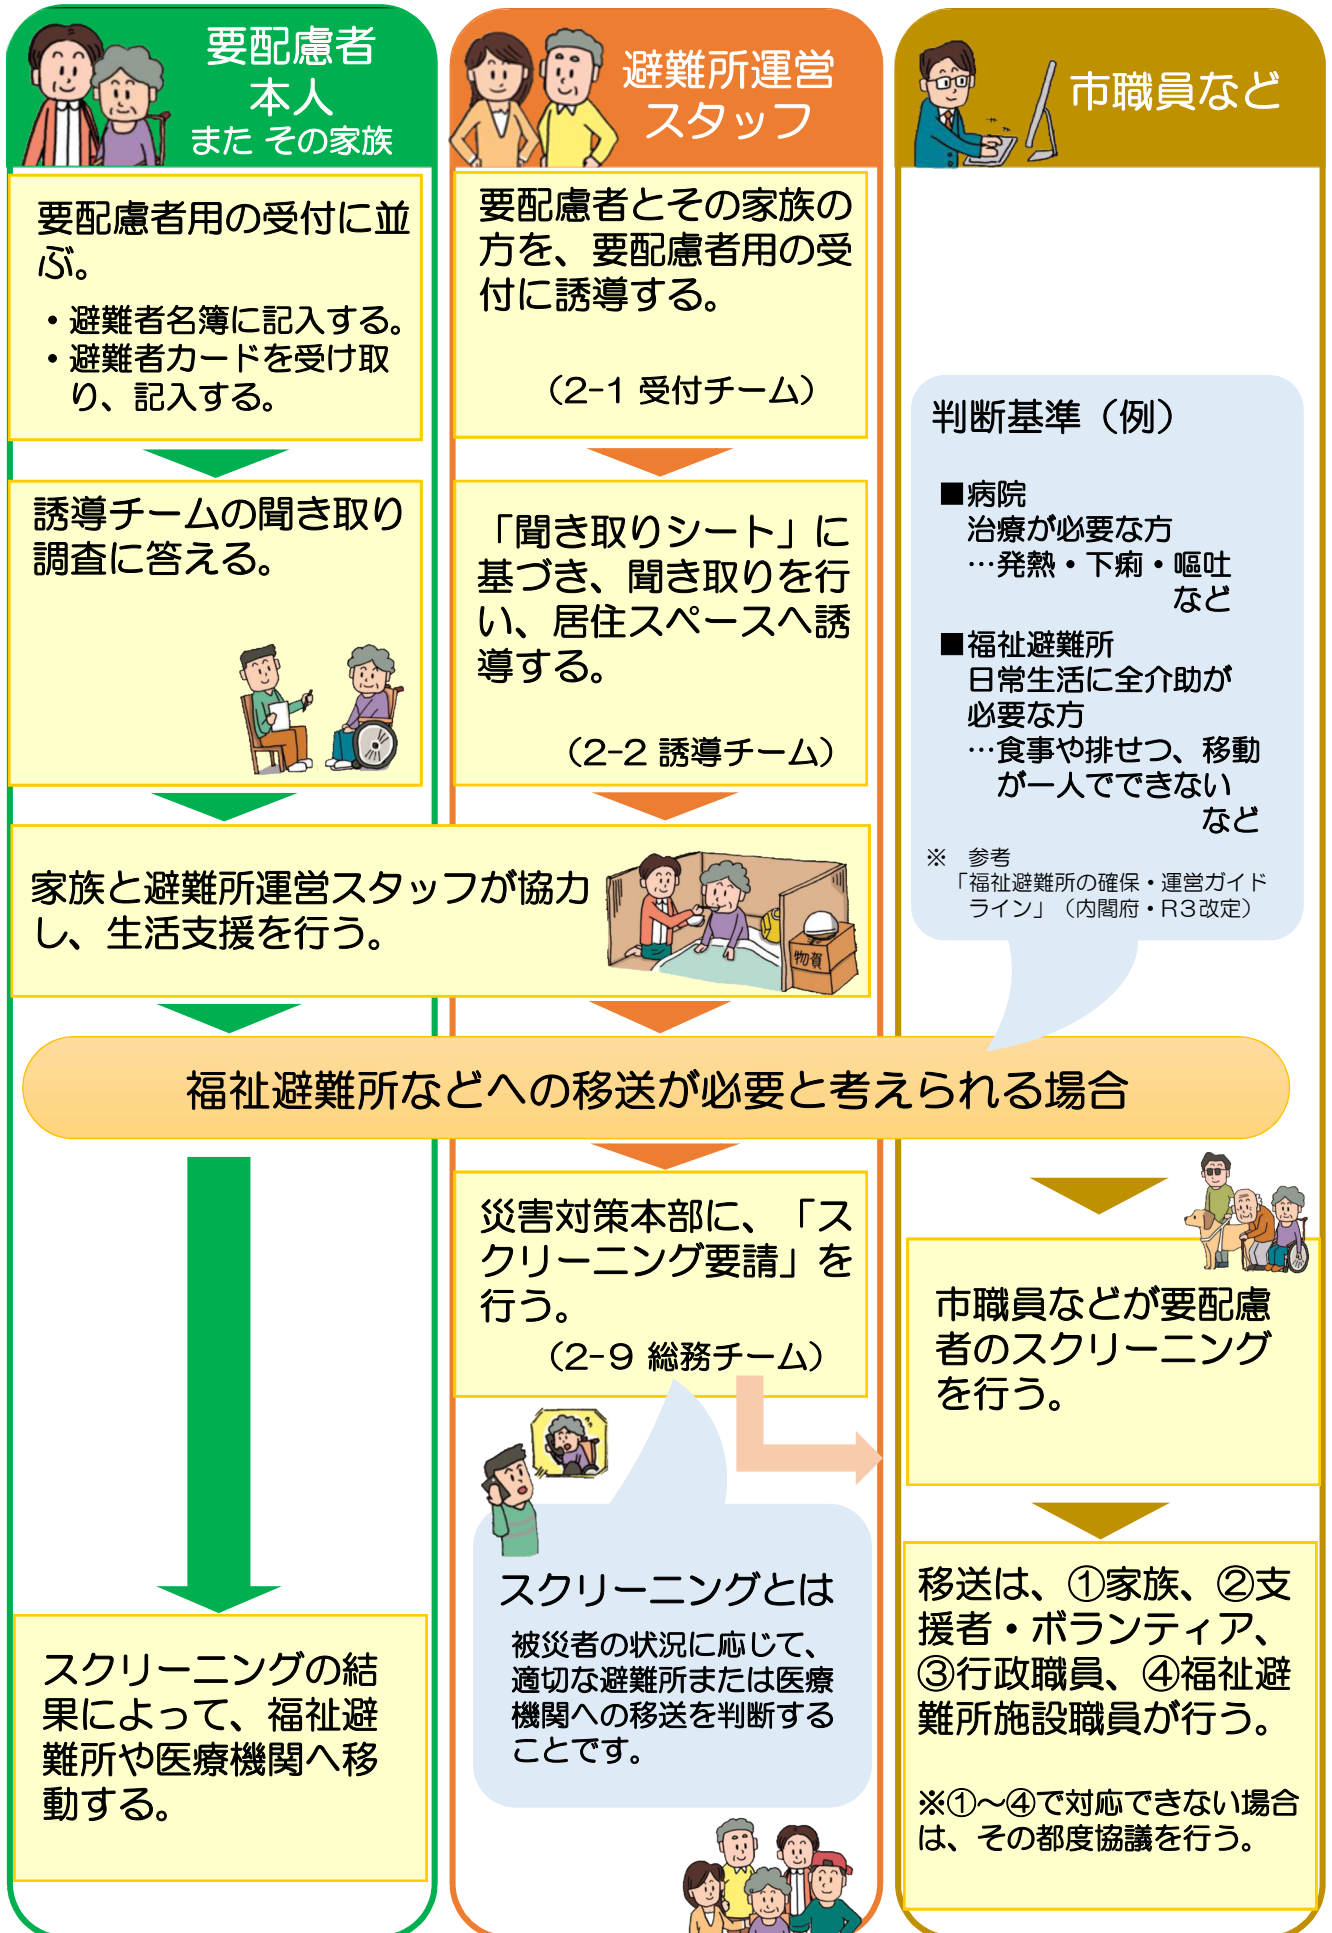 要配慮者
本人
また その家族
要配慮者用の受付に並
ぶ。
・避難者名簿に記入する。
・避難者カードを受け取
り、記入する。
誘導チームの聞き取り
調査に答える。
避難所運営
スタッフ
要配慮者とその家族の
方を、要配慮者用の受
付に誘導する。
（2-1 受付チーム）
「聞き取りシート」に
基づき、聞き取りを行
い、居住スペースへ誘
導する。
（2-2 誘導チーム）
家族と避難所運営スタッフが協力
し、生活支援を行う。
物資
市職員など
判断基準（例）
■病院
治療が必要な方
…発熱・下痢・嘔吐
など
■福祉避難所
日常生活に全介助が
必要な方
…食事や排せつ、移動
が一人でできない
など
※ 参考
「福祉避難所の確保・運営ガイド
ライン」（内閣府・R3改定）
福祉避難所などへの移送が必要と考えられる場合
スクリーニングの結
果によって、福祉避
難所や医療機関へ移
動する。
災害対策本部に、「ス
クリーニング要請」を
行う。
（2-9 総務チーム）
スクリーニングとは
被災者の状況に応じて、
適切な避難所または医療
機関への移送を判断する
ことです。
市職員などが要配慮
者のスクリーニング
を行う。
移送は、①家族、②支
援者・ボランティア、
③行政職員、④福祉避
難所施設職員が行う。
※①～④で対応できない場合
は、その都度協議を行う。